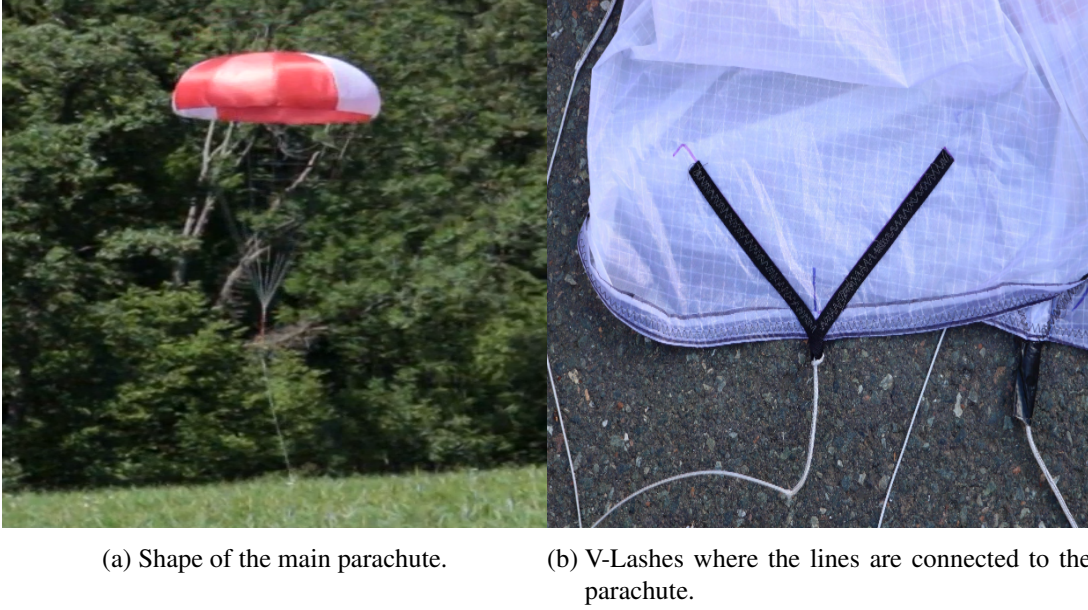 (a) Shape of the main parachute.
(b) V-Lashes where the lines are connected to the
parachute.